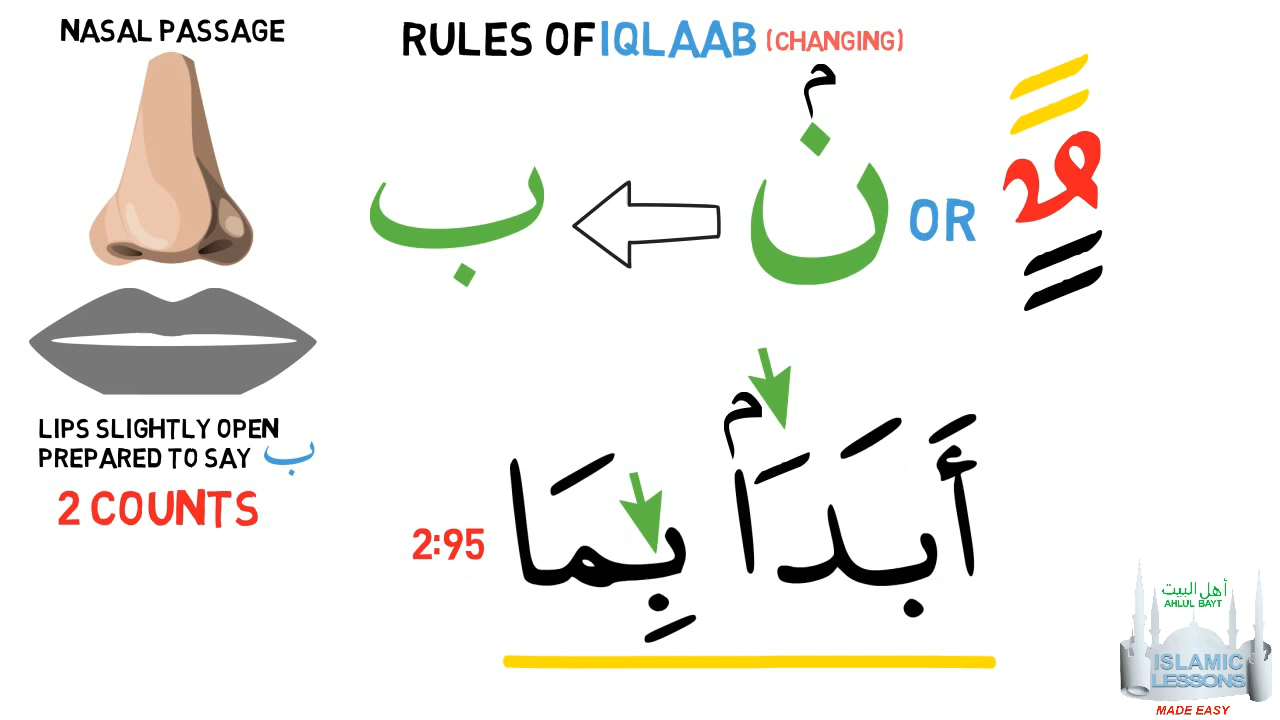 NASAL PASSAGE
RULES OF IQLAAB (CHANGING)
نۢ OR ـًـٌـٍ
ب
LIPS SLIGHTLY OPEN
PREPARED TO SAY ب
2 COUNTS
أَبَدَۢا بِمَا
2:95
أهل البيت
AHLUL BAYT
ISLAMIC
LESSONS
MADE EASY